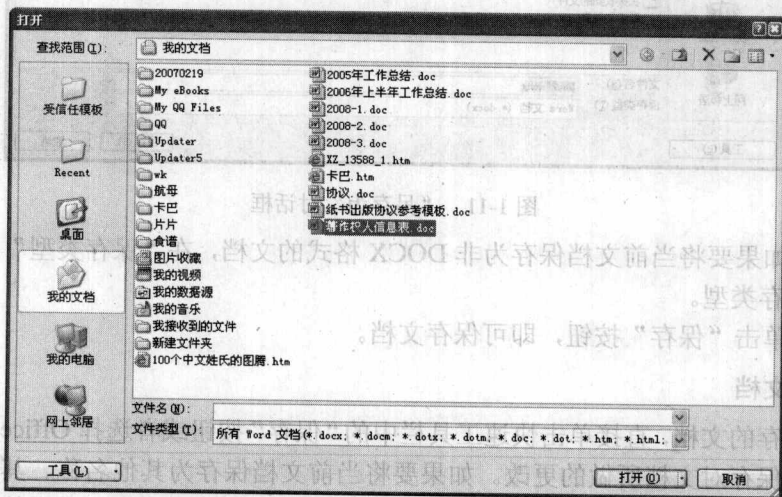 打开
查找范围(I):
我的文档
受信任模板
Recent
桌面
我的文档
我的电脑
网上邻居
20070219
My eBooks
My QQ Files
QQ
Updater
Updater5
wk
航母
卡巴
片片
食谱
图片收藏
我的视频
我的数据源
我的音乐
我接收到的文件
新建文件夹
100个中文姓氏的图腾.htm
2005年工作总结.doc
2006年上半年工作总结.doc
2008-1.doc
2008-2.doc
2008-3.doc
XZ_13588_1.htm
卡巴.htm
协议.doc
纸书出版协议参考模板.doc
著作权人信息表.doc
文件名(N):
文件类型(T):
所有 Word 文档(*.docx; *.docm; *.dotx; *.dotm; *.doc; *.dot; *.htm; *.html;
工具(L)
打开(O)
取消
图 1-11
对话框
如果要将当前文档保存为非 DOCX 格式的文档,
存类型。
单击“保存”按钮，即可保存文档。
文档